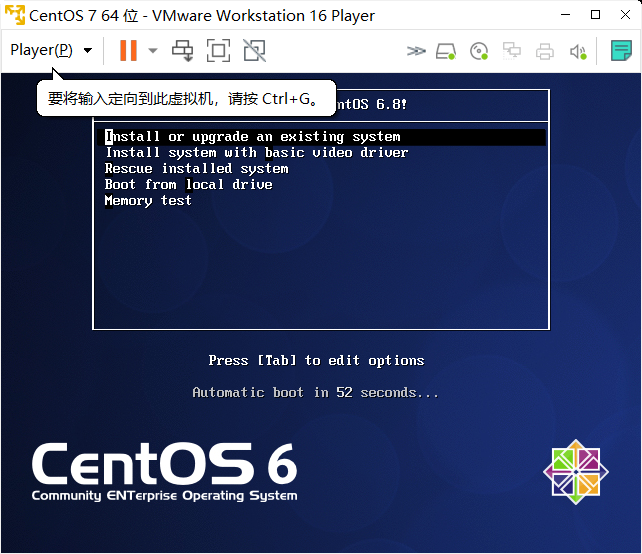 CentOS 7 64 位 - VMware Workstation 16 Player
Player(P)
要将输入定向到此虚拟机，请按 Ctrl+G。
ntOS 6.8!
Install or upgrade an existing system
Install system with basic video driver
Rescue installed system
Boot from local drive
Memory test
Press [Tab] to edit options
Automatic boot in 52 seconds...
CentOS 6
Community ENTerprise Operating System